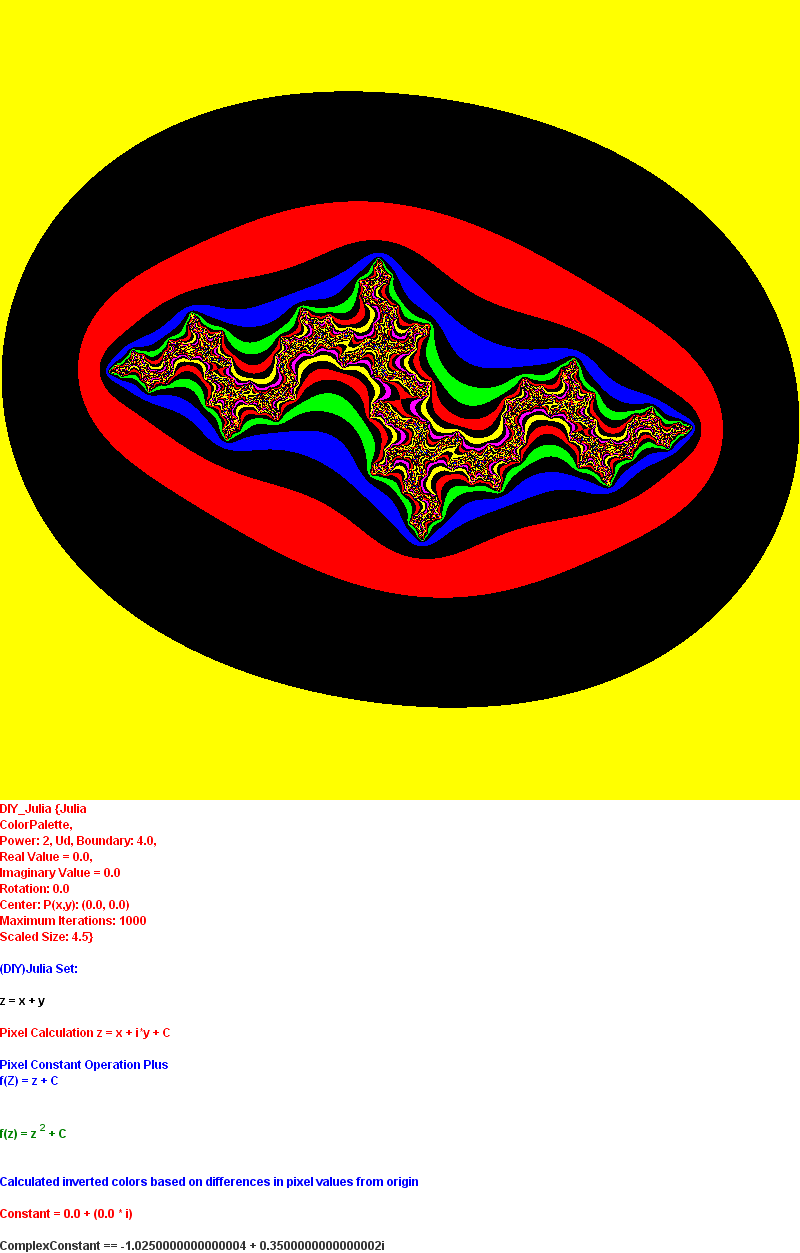 DIY_Julia {Julia
ColorPalette,
Power: 2, Ud, Boundary: 4.0,
Real Value = 0.0,
Imaginary Value = 0.0
Rotation: 0.0
Center: P(x,y): (0.0, 0.0)
Maximum Iterations: 1000
Scaled Size: 4.5}
(DIY)Julia Set:
z = x + y
Pixel Calculation z = x + i*y + C
Pixel Constant Operation Plus
f(Z) = z + C
f(z) = z 2 + C
Calculated inverted colors based on differences in pixel values from origin
Constant = 0.0 + (0.0 * i)
ComplexConstant == -1.0250000000000004 + 0.3500000000000002i